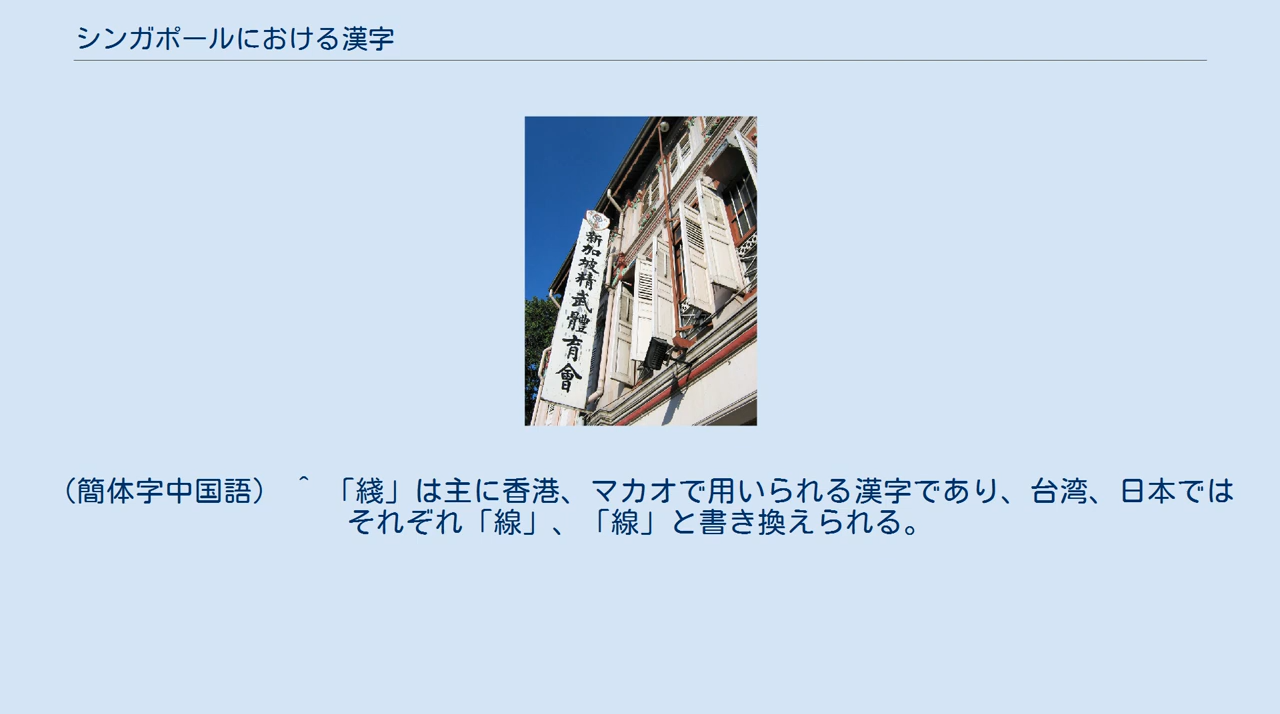 シンガポールにおける漢字
新加坡精武體育會
（簡体字中国語） ^ 「綫」は主に香港、マカオで用いられる漢字であり、台湾、日本では
それぞれ「線」、「線」と書き換えられる。